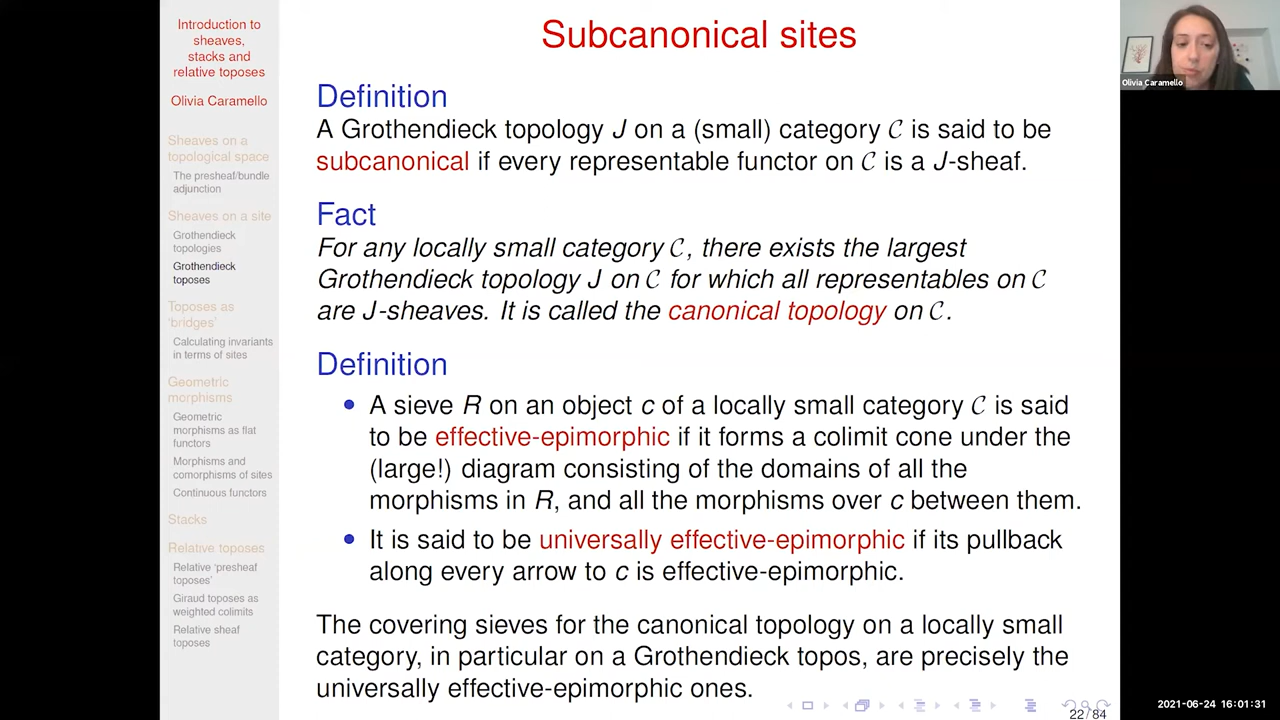 Introduction to
sheaves,
stacks and
relative toposes
Olivia Caramello
Sheaves on a
topological space
The presheaf/bundle
adjunction
Sheaves on a site
Grothendieck
topologies
Grothendieck
toposes
Toposes as
‘bridges’
Calculating invariants
in terms of sites
Geometric
morphisms
Geometric
morphisms as flat
functors
Morphisms and
comorphisms of sites
Continuous functors
Stacks
Relative toposes
Relative ‘presheaf
toposes’
Giraud toposes as
weighted colimits
Relative sheaf
toposes
Subcanonical sites
Definition
A Grothendieck topology J on a (small) category 𝒞 is said to be
subcanonical if every representable functor on 𝒞 is a J-sheaf.
Fact
For any locally small category 𝒞, there exists the largest
Grothendieck topology J on 𝒞 for which all representables on 𝒞
are J-sheaves. It is called the canonical topology on 𝒞.
Definition
• A sieve R on an object c of a locally small category 𝒞 is said
to be effective-epimorphic if it forms a colimit cone under the
(large!) diagram consisting of the domains of all the
morphisms in R, and all the morphisms over c between them.
• It is said to be universally effective-epimorphic if its pullback
along every arrow to c is effective-epimorphic.
The covering sieves for the canonical topology on a locally small
category, in particular on a Grothendieck topos, are precisely the
universally effective-epimorphic ones.
22 / 84
Olivia Caramello
2021-06-24 16:01:31